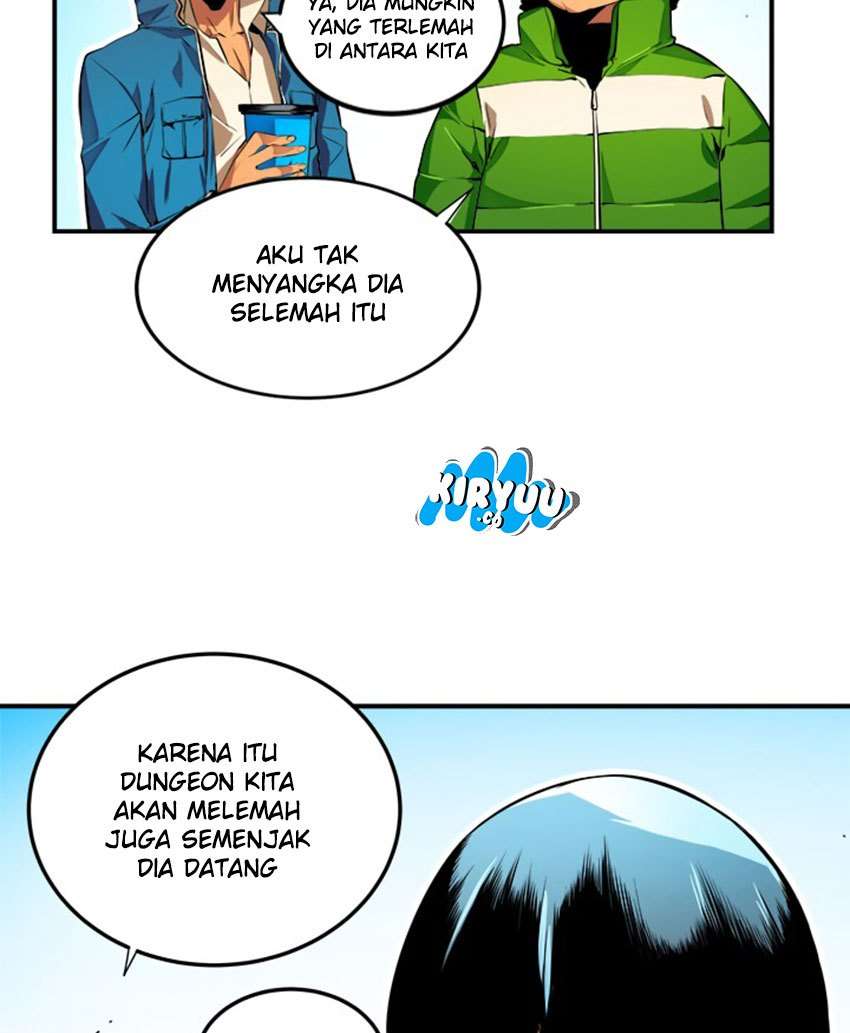 YA, DIA MUNGKIN
YANG TERLEMAH
DI ANTARA KITA
AKU TAK
MENYANGKA DIA
SELEMAH ITU
KIRYUU
.CO
KARENA ITU
DUNGEON KITA
AKAN MELEMAH
JUGA SEMENJAK
DIA DATANG